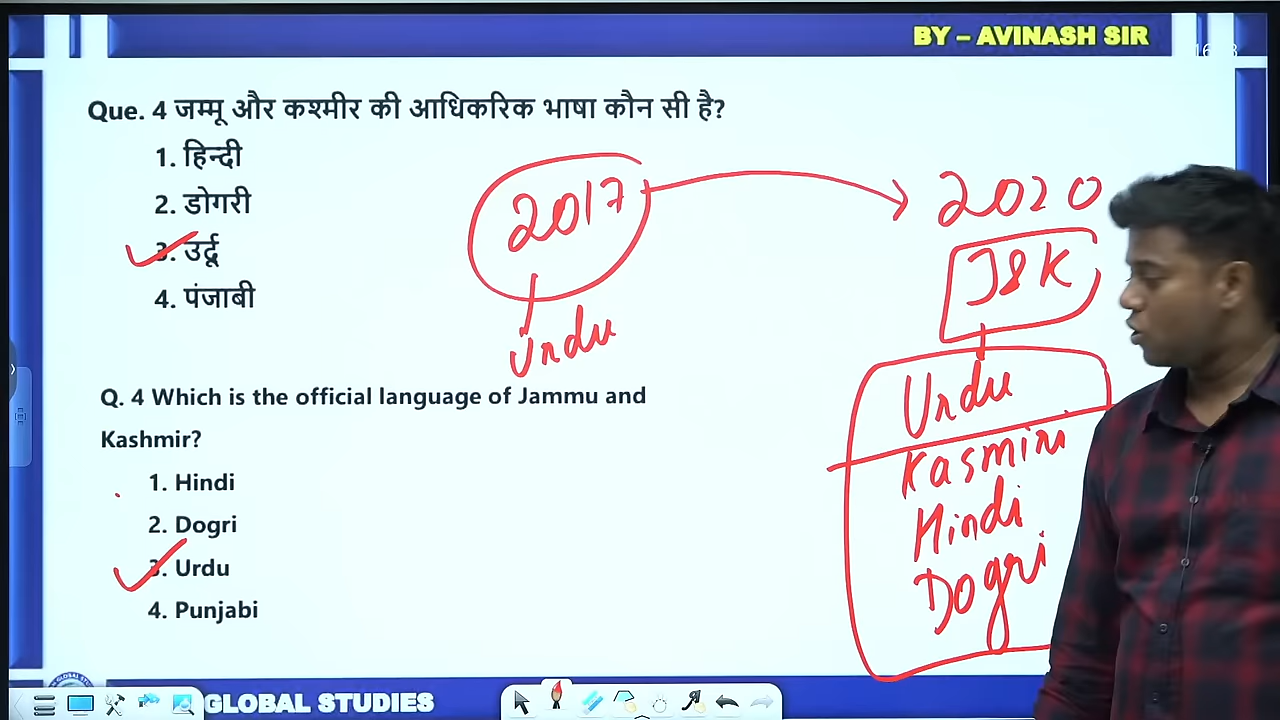 BY – AVINASH SIR
Que. 4 जम्मू और कश्मीर की आधिकरिक भाषा कौन सी है?
1. हिन्दी
2. डोगरी
3. उर्दू
4. पंजाबी
2017
Urdu
2020
J&K
Urdu
Kasmiri
Hindi
Dogri
Q. 4 Which is the official language of Jammu and
Kashmir?
1. Hindi
2. Dogri
3. Urdu
4. Punjabi
GLOBAL STUDIES